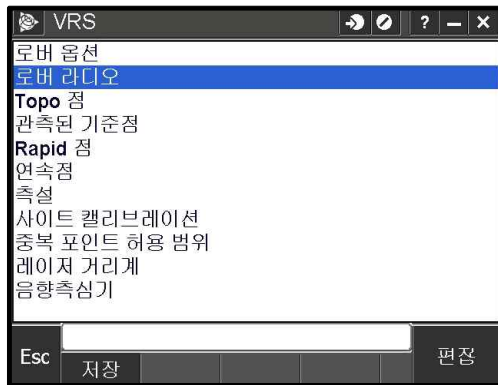 VRS ? – ×
로버 옵션
로버 라디오
Topo 점
관측된 기준점
Rapid 점
연속점
측설
사이트 캘리브레이션
중복 포인트 허용 범위
레이저 거리계
음향측심기
Esc 저장 편집